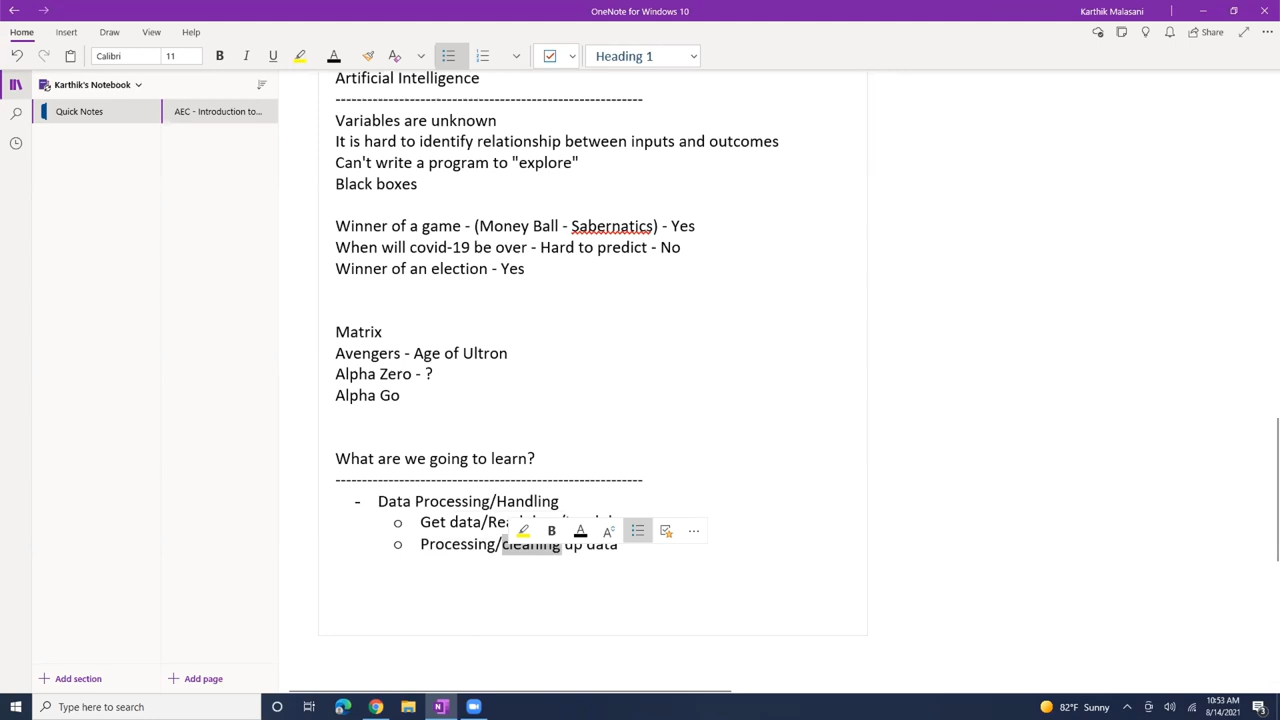 OneNote for Windows 10
Karthik Malasani
Home
Insert
Draw
View
Help
Share
Calibri
11
Heading 1
Karthik's Notebook
Quick Notes
AEC - Introduction to...
Artificial Intelligence
----------------------------------------------------------
Variables are unknown
It is hard to identify relationship between inputs and outcomes
Can't write a program to "explore"
Black boxes
Winner of a game - (Money Ball - Sabernatics) - Yes
When will covid-19 be over - Hard to predict - No
Winner of an election - Yes
Matrix
Avengers - Age of Ultron
Alpha Zero - ?
Alpha Go
What are we going to learn?
----------------------------------------------------------
- Data Processing/Handling
o Get data/
o Processing/cleaning up data
+ Add section
+ Add page
Type here to search
82°F Sunny
10:53 AM
8/14/2021
3